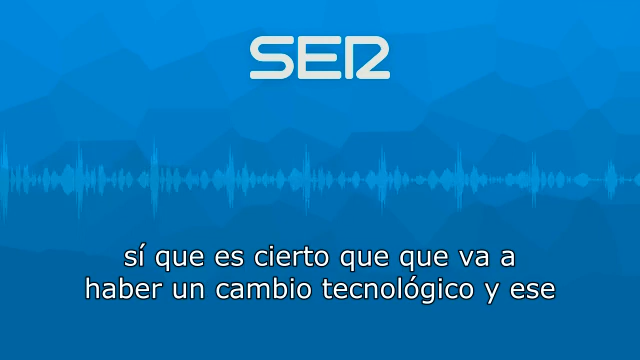 SER
sí que es cierto que que va a
haber un cambio tecnológico y ese